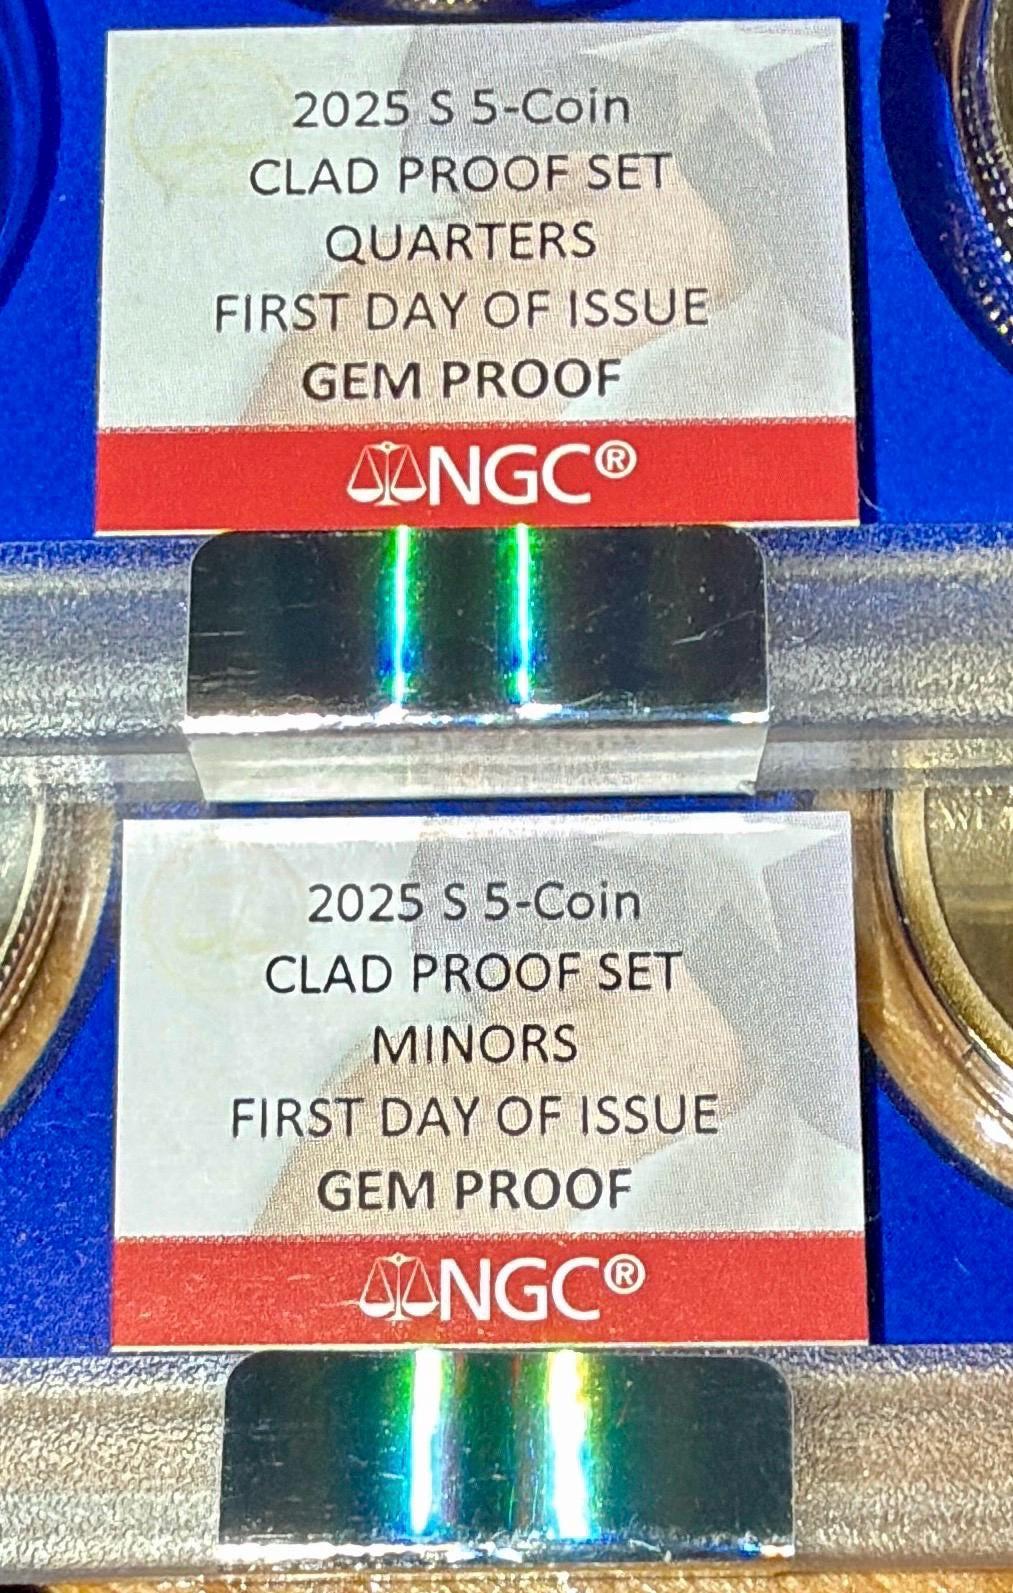 2025 S 5-Coin
CLAD PROOF SET
QUARTERS
FIRST DAY OF ISSUE
GEM PROOF
NGC®
2025 S 5-Coin
CLAD PROOF SET
MINORS
FIRST DAY OF ISSUE
GEM PROOF
NGC®